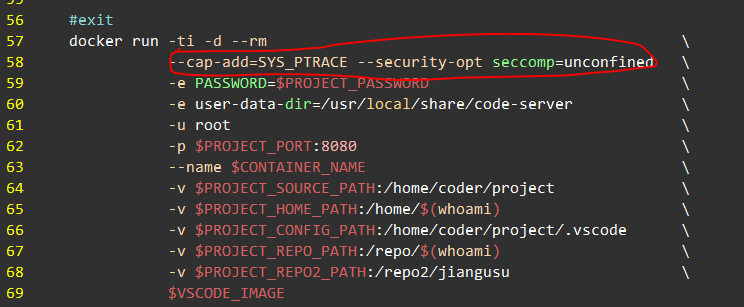 56 #exit
57 docker run -ti -d --rm \
58 --cap-add=SYS_PTRACE --security-opt seccomp=unconfined \
59 -e PASSWORD=$PROJECT_PASSWORD \
60 -e user-data-dir=/usr/local/share/code-server \
61 -u root \
62 -p $PROJECT_PORT:8080 \
63 --name $CONTAINER_NAME \
64 -v $PROJECT_SOURCE_PATH:/home/coder/project \
65 -v $PROJECT_HOME_PATH:/home/$(whoami) \
66 -v $PROJECT_CONFIG_PATH:/home/coder/project/.vscode \
67 -v $PROJECT_REPO_PATH:/repo/$(whoami) \
68 -v $PROJECT_REPO2_PATH:/repo2/jiangusu \
69 $VSCODE_IMAGE